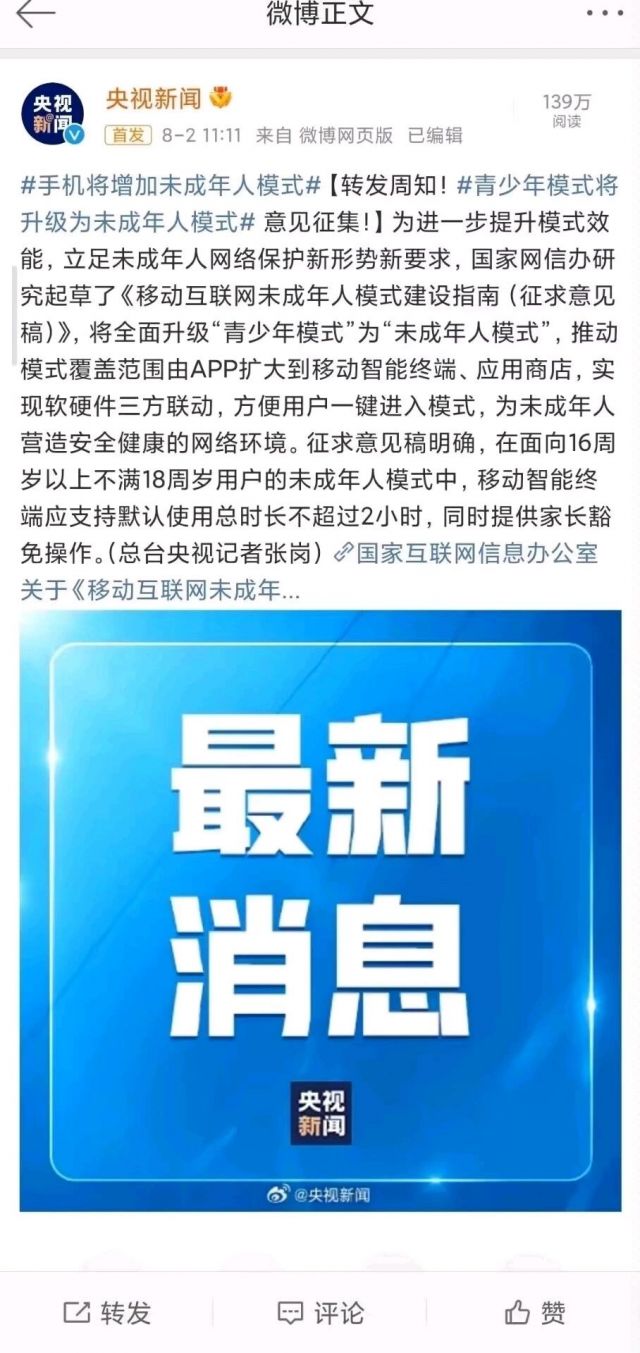 微博正文
央视
新闻
央视新闻
139万
阅读
首发 8-2 11:11 来自 微博网页版 已编辑
#手机将增加未成年人模式#【转发周知！#青少年模式将
升级为未成年人模式# 意见征集！】为进一步提升模式效
能，立足未成年人网络保护新形势新要求，国家网信办研
究起草了《移动互联网未成年人模式建设指南（征求意见
稿）》，将全面升级“青少年模式”为“未成年人模式”，推动
模式覆盖范围由APP扩大到移动智能终端、应用商店，实
现软硬件三方联动，方便用户一键进入模式，为未成年人
营造安全健康的网络环境。征求意见稿明确，在面向16周
岁以上不满18周岁用户的未成年人模式中，移动智能终
端应支持默认使用总时长不超过2小时，同时提供家长豁
免操作。（总台央视记者张岗）国家互联网信息办公室
关于《移动互联网未成年...
最新
消息
央视
新闻
@央视新闻
转发 评论 赞